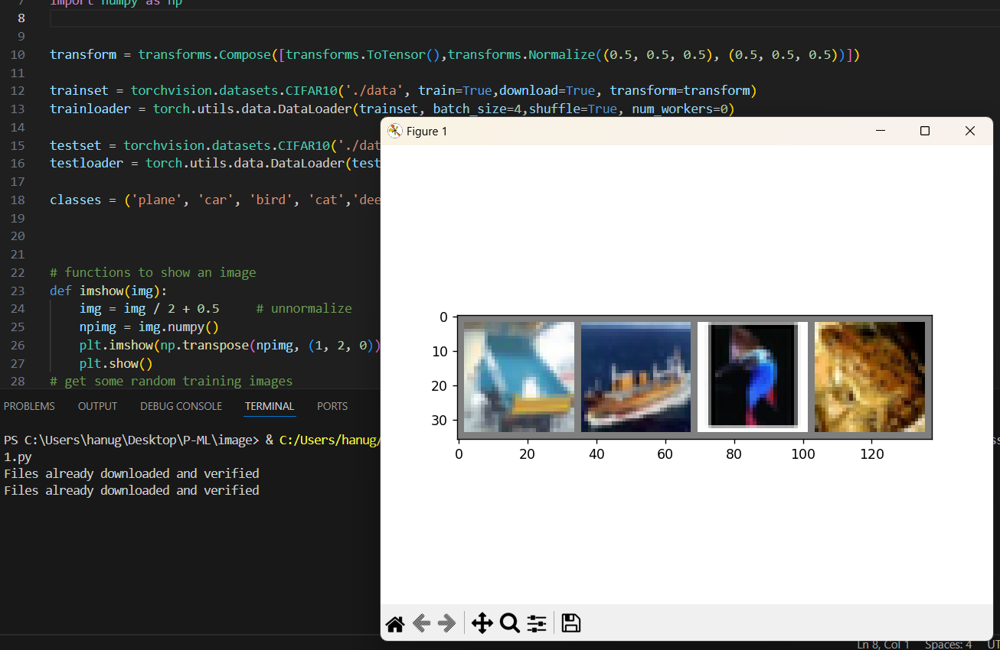 7 import numpy as np
8
9
10 transform = transforms.Compose([transforms.ToTensor(),transforms.Normalize((0.5, 0.5, 0.5), (0.5, 0.5, 0.5))])
11
12 trainset = torchvision.datasets.CIFAR10('./data', train=True,download=True, transform=transform)
13 trainloader = torch.utils.data.DataLoader(trainset, batch_size=4,shuffle=True, num_workers=0)
14
15 testset = torchvision.datasets.CIFAR10('./dat
16 testloader = torch.utils.data.DataLoader(test
17
18 classes = ('plane', 'car', 'bird', 'cat','dee
19
20
21
22 # functions to show an image
23 def imshow(img):
24 img = img / 2 + 0.5 # unnormalize
25 npimg = img.numpy()
26 plt.imshow(np.transpose(npimg, (1, 2, 0))
27 plt.show()
28 # get some random training images
PROBLEMS OUTPUT DEBUG CONSOLE TERMINAL PORTS
PS C:\Users\hanug\Desktop\P-ML\image> & C:/Users/hanug/
1.py
Files already downloaded and verified
Files already downloaded and verified
Figure 1
0
10
20
30
0 20 40 60 80 100 120
Ln 8, Col 1 Spaces: 4 UT